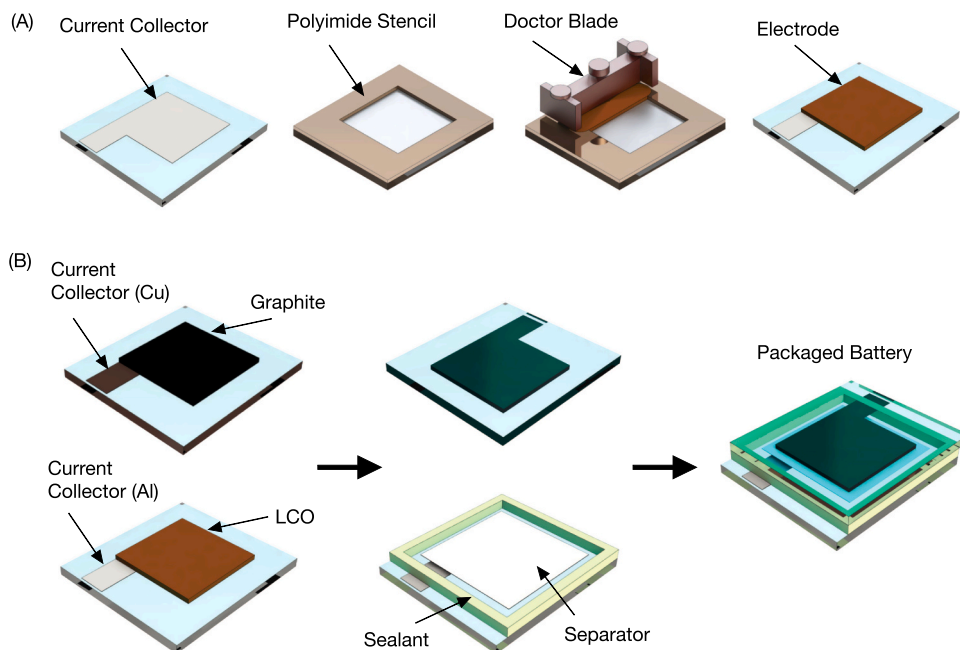 (A)
Current Collector
Polyimide Stencil
Doctor Blade
Electrode
(B)
Current
Collector (Cu)
Graphite
Packaged Battery
Current
Collector (Al)
LCO
Sealant
Separator